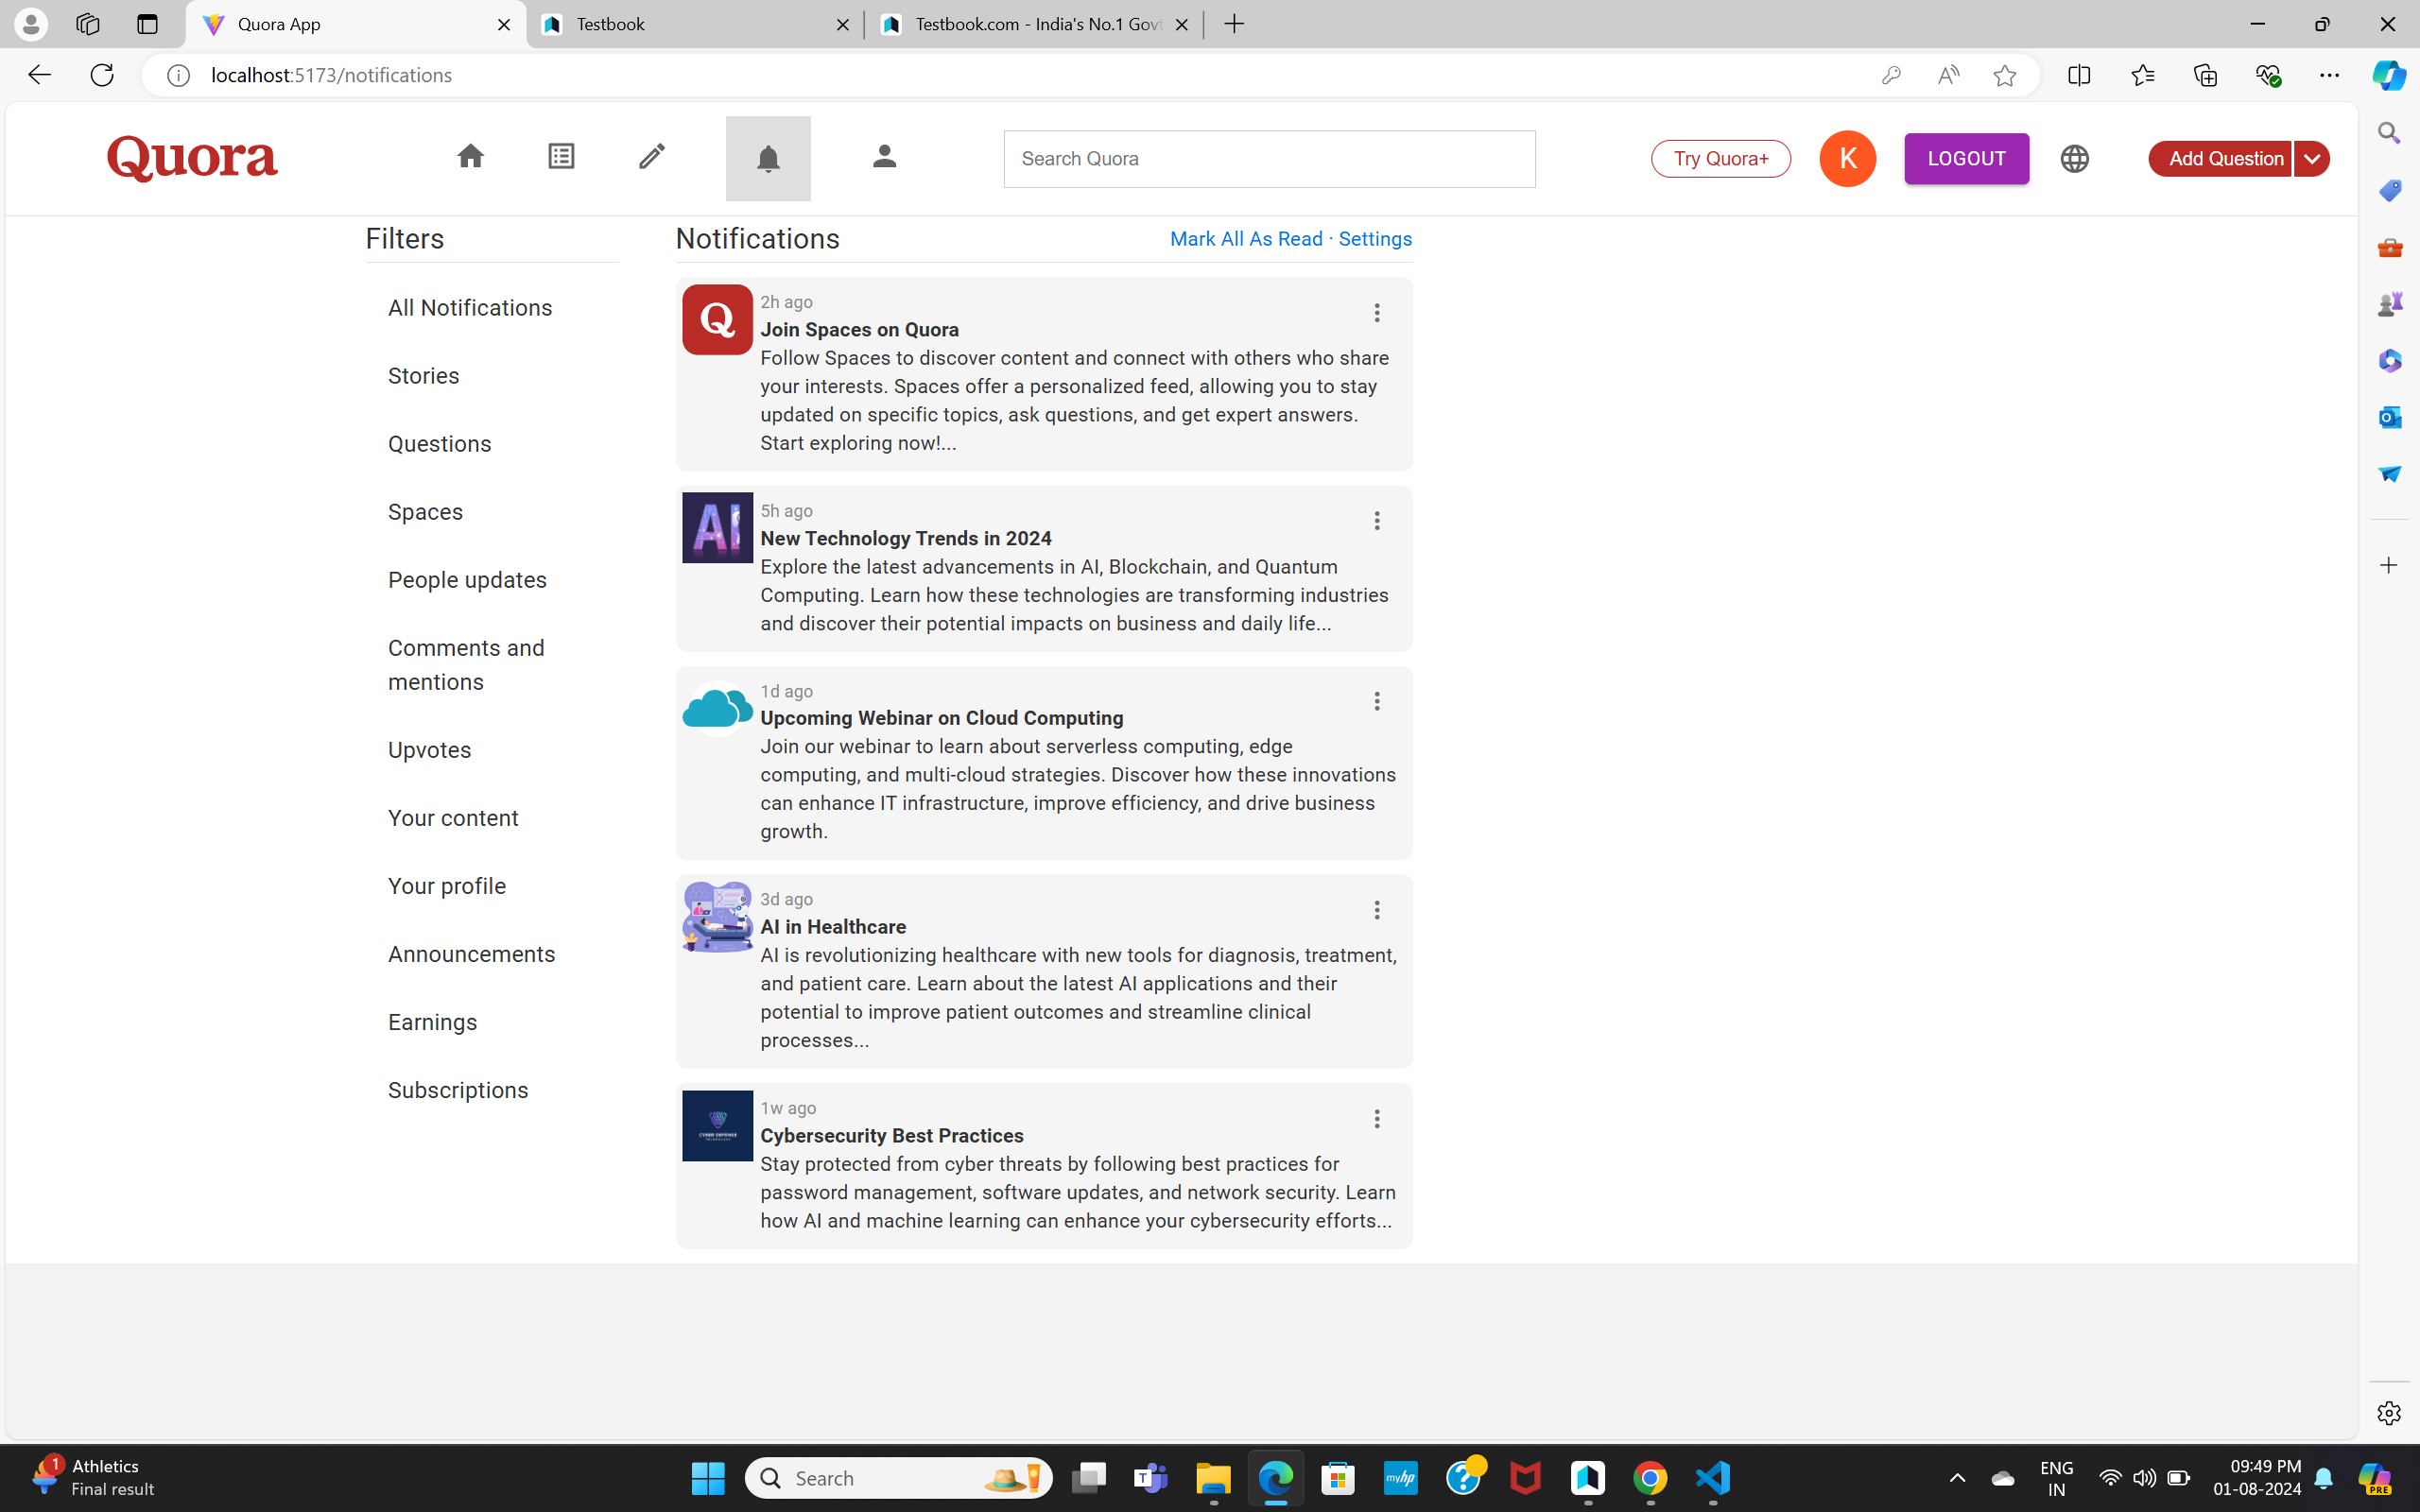 Quora App
Testbook
Testbook.com - India's No.1 Govt
localhost:5173/notifications
Quora
Search Quora
Try Quora+
K
LOGOUT
Add Question
Filters
All Notifications
Stories
Questions
Spaces
People updates
Comments and
mentions
Upvotes
Your content
Your profile
Announcements
Earnings
Subscriptions
Notifications
Mark All As Read · Settings
Q
2h ago
Join Spaces on Quora
Follow Spaces to discover content and connect with others who share
your interests. Spaces offer a personalized feed, allowing you to stay
updated on specific topics, ask questions, and get expert answers.
Start exploring now!...
AI
5h ago
New Technology Trends in 2024
Explore the latest advancements in AI, Blockchain, and Quantum
Computing. Learn how these technologies are transforming industries
and discover their potential impacts on business and daily life...
1d ago
Upcoming Webinar on Cloud Computing
Join our webinar to learn about serverless computing, edge
computing, and multi-cloud strategies. Discover how these innovations
can enhance IT infrastructure, improve efficiency, and drive business
growth.
3d ago
AI in Healthcare
AI is revolutionizing healthcare with new tools for diagnosis, treatment,
and patient care. Learn about the latest AI applications and their
potential to improve patient outcomes and streamline clinical
processes...
CYBER DEFENSE
1w ago
Cybersecurity Best Practices
Stay protected from cyber threats by following best practices for
password management, software updates, and network security. Learn
how AI and machine learning can enhance your cybersecurity efforts...
1
Athletics
Final result
Search
myhp
ENG
IN
09:49 PM
01-08-2024
PRE